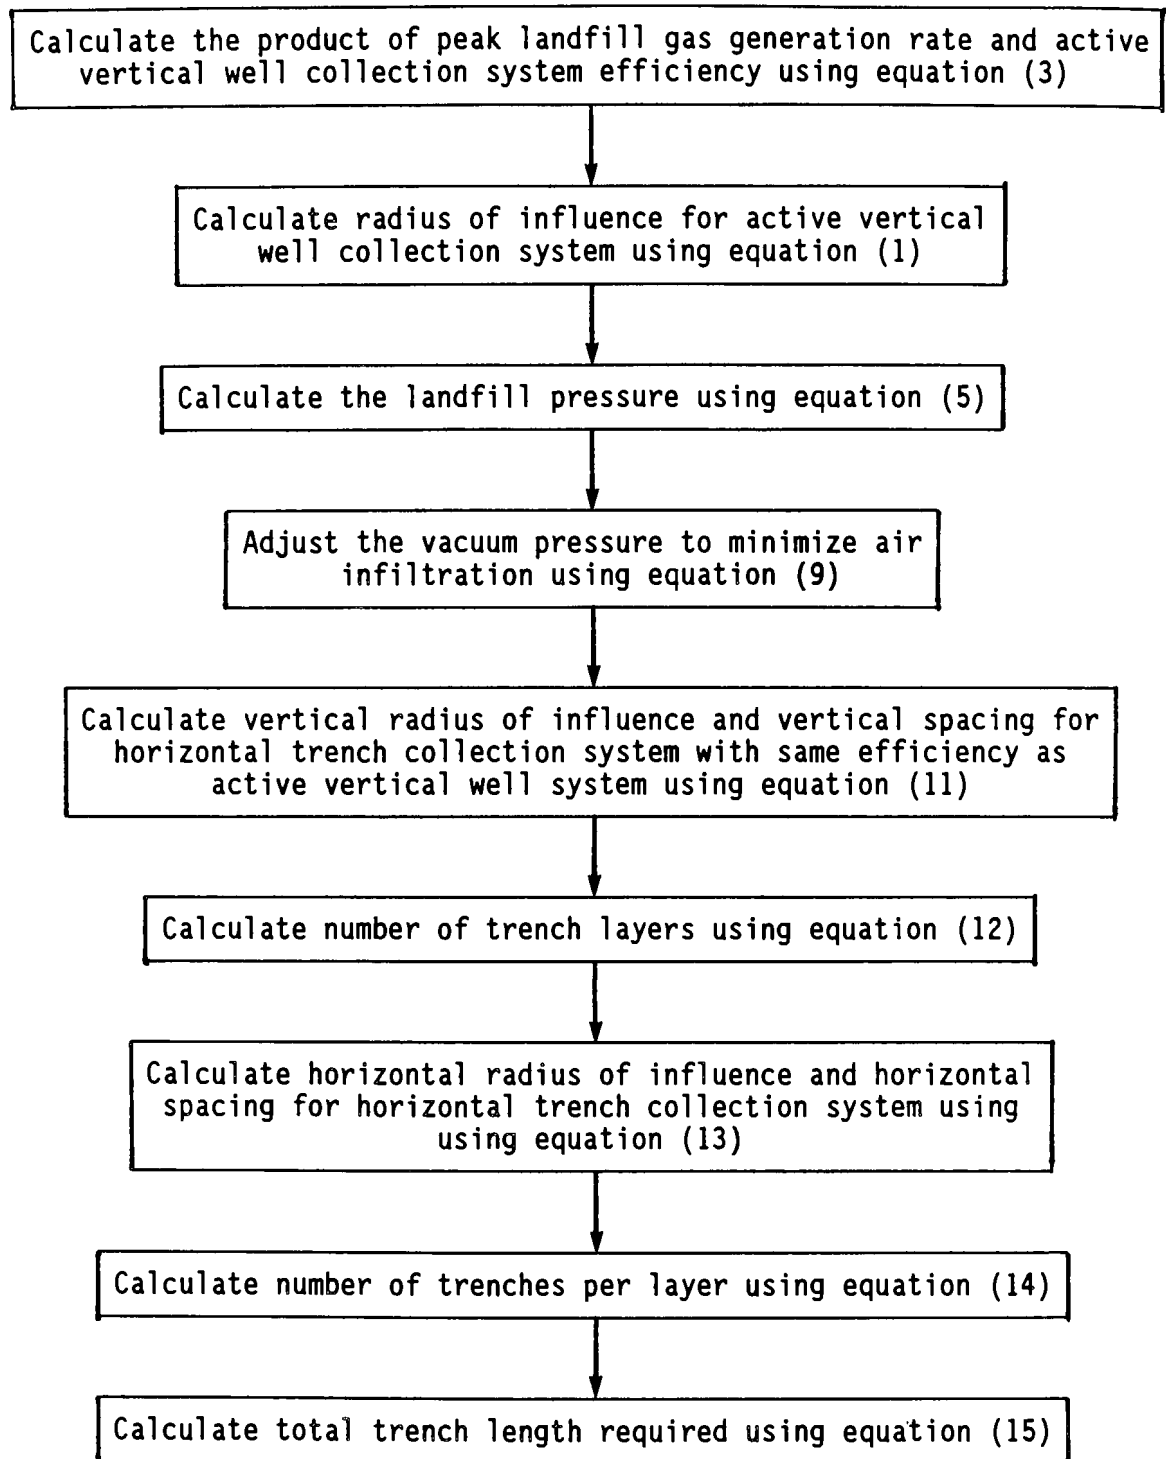 Calculate the product of peak landfill gas generation rate and active
vertical well collection system efficiency using equation (3)
Calculate radius of influence for active vertical
well collection system using equation (1)
Calculate the landfill pressure using equation (5)
Adjust the vacuum pressure to minimize air
infiltration using equation (9)
Calculate vertical radius of influence and vertical spacing for
horizontal trench collection system with same efficiency as
active vertical well system using equation (11)
Calculate number of trench layers using equation (12)
Calculate horizontal radius of influence and horizontal
spacing for horizontal trench collection system using
using equation (13)
Calculate number of trenches per layer using equation (14)
Calculate total trench length required using equation (15)